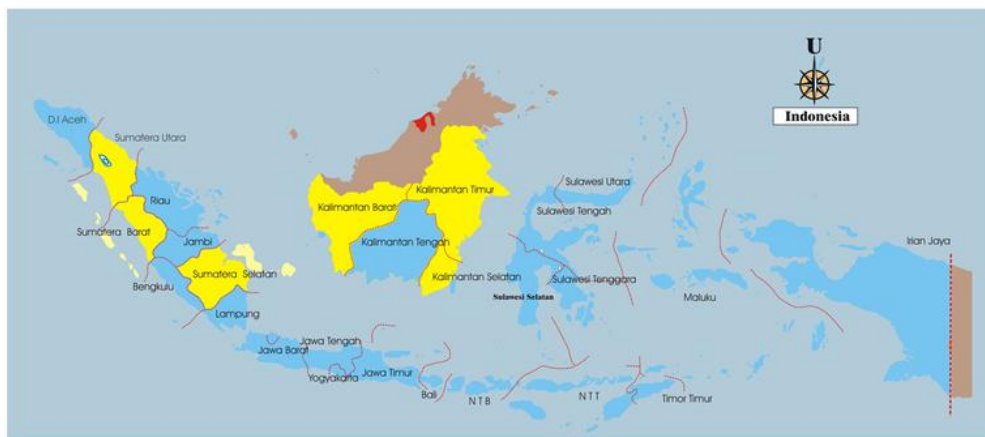 U
Indonesia
D.I Aceh
Sumatera Utara
Riau
Sumatera Barat
Jambi
Sumatera Selatan
Bengkulu
Lampung
Kalimantan Barat
Kalimantan Timur
Kalimantan Tengah
Kalimantan Selatan
Sulawesi Utara
Sulawesi Tengah
Sulawesi Tenggara
Sulawesi Selatan
Maluku
Irian Jaya
Jawa Barat
Jawa Tengah
Yogyakarta
Jawa Timur
Bali
N T B
N T T
Timor Timur